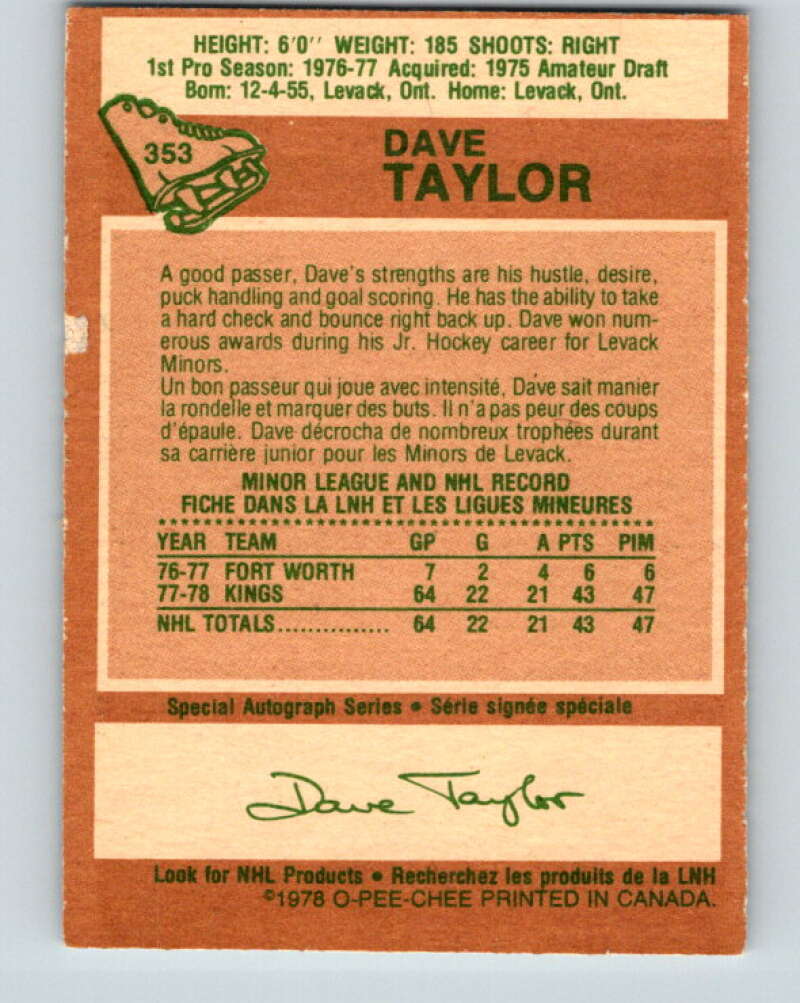 HEIGHT: 6'0'' WEIGHT: 185 SHOOTS: RIGHT
1st Pro Season: 1976-77 Acquired: 1975 Amateur Draft
Born: 12-4-55, Levack, Ont. Home: Levack, Ont.
353
DAVE
TAYLOR
A good passer, Dave's strengths are his hustle, desire,
puck handling and goal scoring. He has the ability to take
a hard check and bounce right back up. Dave won num-
erous awards during his Jr. Hockey career for Levack
Minors.
Un bon passeur qui joue avec intensité, Dave sait manier
la rondelle et marquer des buts. Il n'a pas peur des coups
d'épaule. Dave décrocha de nombreux trophées durant
sa carrière junior pour les Minors de Levack.
MINOR LEAGUE AND NHL RECORD
FICHE DANS LA LNH ET LES LIGUES MINEURES
YEAR TEAM GP G A PTS PIM
76-77 FORT WORTH 7 2 4 6 6
77-78 KINGS 64 22 21 43 47
NHL TOTALS............... 64 22 21 43 47
Special Autograph Series • Série signée spéciale
Dave Taylor
Look for NHL Products • Recherchez les produits de la LNH
©1978 O-PEE-CHEE PRINTED IN CANADA.